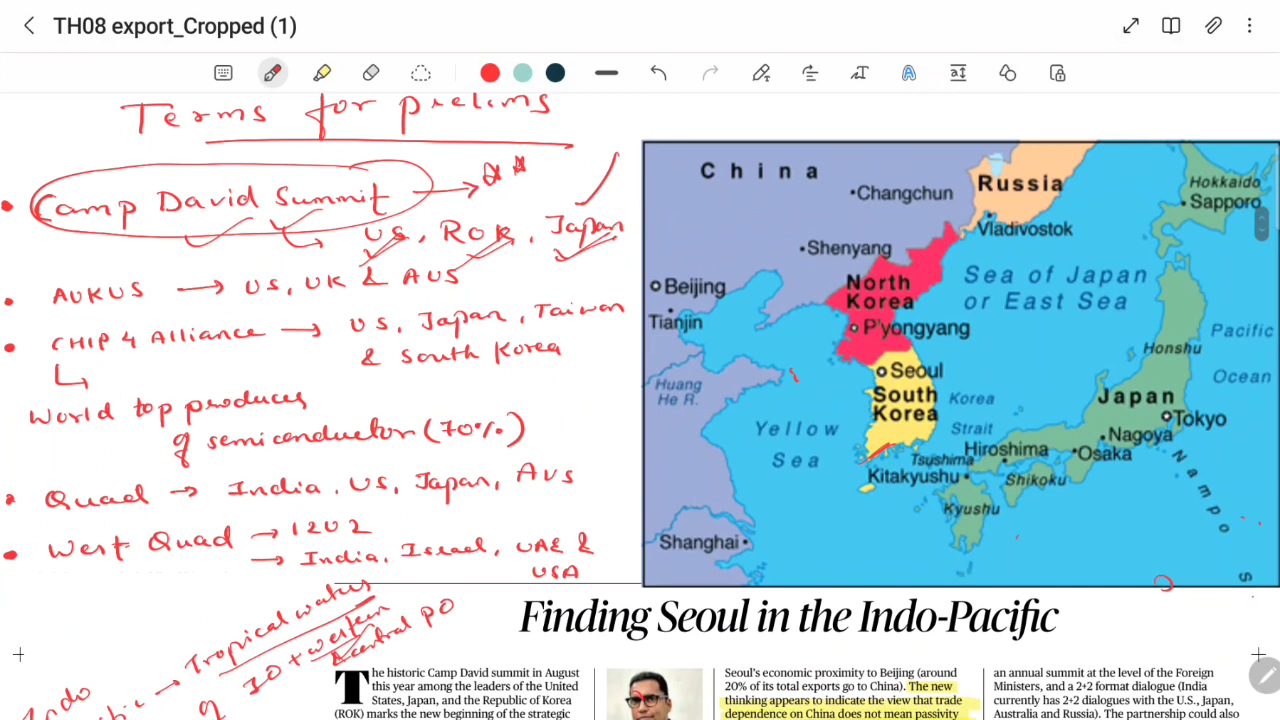 TH08 export_Cropped (1)
Terms for prelims
• Camp David Summit →
US, ROK, Japan
• AUKUS → US, UK & AUS
• CHIP 4 Alliance → US, Japan, Taiwan
& South Korea
World top produces
of semiconductor (70%)
• Quad → India, US, Japan, AUS
• West Quad → I2U2
→ India, Israel, UAE &
USA
Tropical waters
IO + western
& central PO
Indo
of
China
Changchun
Russia
Vladivostok
Hokkaido
Sapporo
Shenyang
Beijing
Tianjin
North
Korea
P'yongyang
Sea of Japan
or East Sea
Pacific
Ocean
Honshu
Seoul
South
Korea
Huang
He R.
Korea
Strait
Japan
Tokyo
Nagoya
Osaka
Hiroshima
Tsushima
Kitakyushu
Shikoku
Kyushu
Yellow
Sea
Shanghai
Nampo
S
Finding Seoul in the Indo-Pacific
The historic Camp David summit in August
this year among the leaders of the United
States, Japan, and the Republic of Korea
(ROK) marks the new beginning of the strategic
Seoul's economic proximity to Beijing (around
20% of its total exports go to China). The new
thinking appears to indicate the view that trade
dependence on China does not mean passivity
an annual summit at the level of the Foreign
Ministers, and a 2+2 format dialogue (India
currently has 2+2 dialogues with the U.S., Japan,
Australia and Russia). The partnership could also